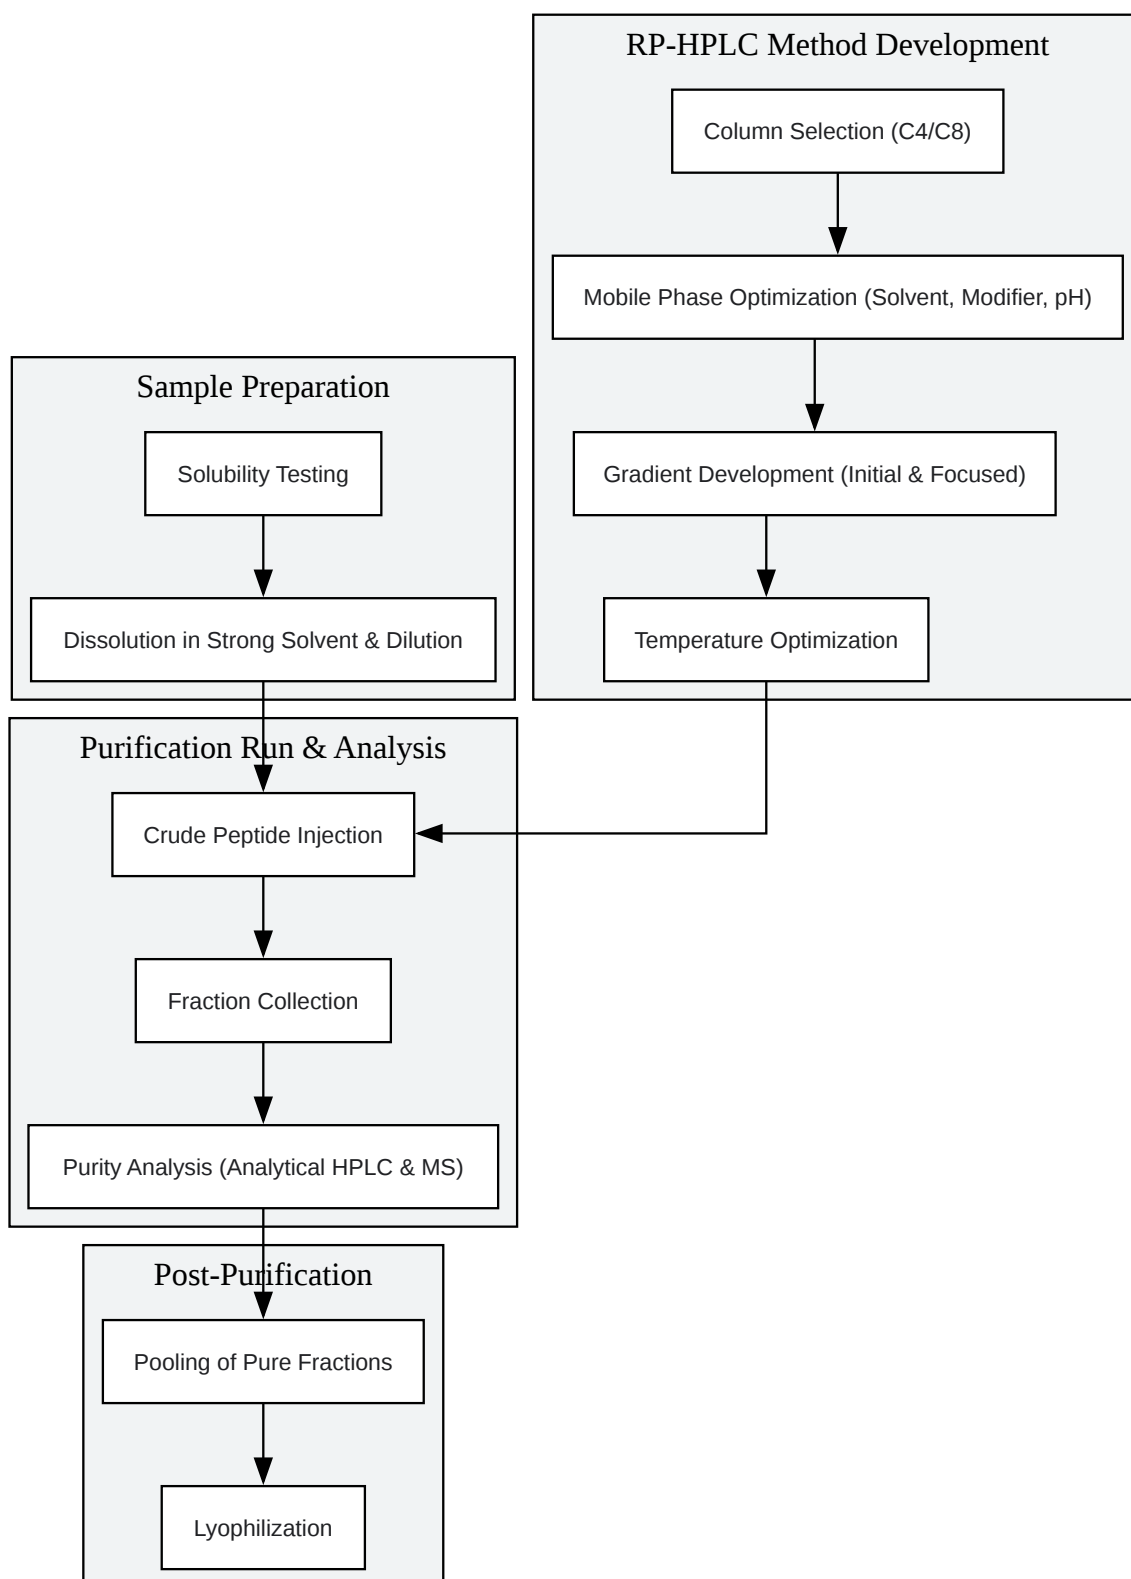 RP-HPLC Method Development
Column Selection (C4/C8)
Mobile Phase Optimization (Solvent, Modifier, pH)
Gradient Development (Initial & Focused)
Temperature Optimization
Sample Preparation
Solubility Testing
Dissolution in Strong Solvent & Dilution
Purification Run & Analysis
Crude Peptide Injection
Fraction Collection
Purity Analysis (Analytical HPLC & MS)
Post-Purification
Pooling of Pure Fractions
Lyophilization